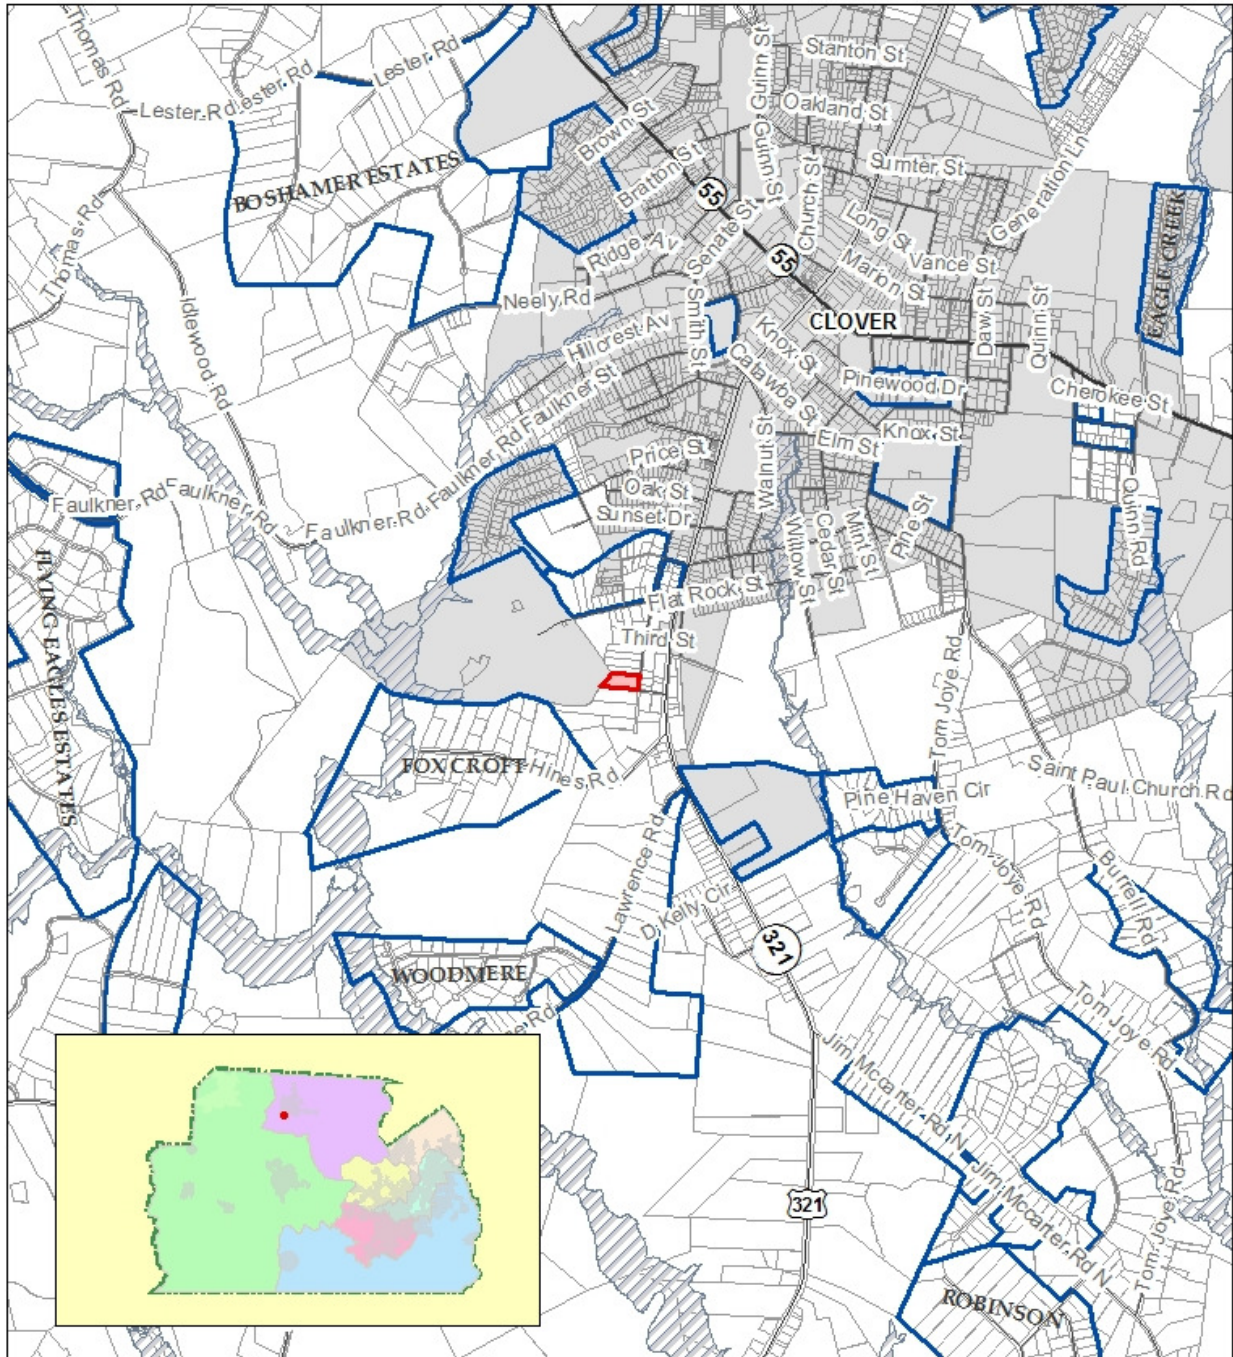 Thomas Rd
Lester Rd
Lester Rd
Lester Rd
Guinn St
Stanton St
Oakland St
Brown St
Guinn St
Bratton St
Church St
Sumter St
Generation Ln
BOSHAMER ESTATES
55
Thomas Rd
Ridge Av
Senate St
Long St
Vance St
55
Marion St
EAGLE CREEK
Idlewood Rd
Neely Rd
Smith St
CLOVER
Daw St
Quinn St
Hillcrest Av
Knox St
Catawba St
Pinewood Dr
Cherokee St
Faulkner St
Walnut St
Elm St
Knox St
Price St
Faulkner Rd
Faulkner Rd
Faulkner Rd
Faulkner Rd
Oak St
Sunset Dr
Willow St
Cedar St
Mint St
Pine St
Quinn Rd
FLYING EAGLES ESTATES
Flat Rock St
Third St
Tom Joye Rd
FOXCROFT
Hines Rd
Saint Paul Church Rd
Pine Haven Cir
Lawrence Rd
Tom Joye Rd
Burrell Rd
D Kelly Cir
321
WOODMERE
Tom Joye Rd
Jim Mccarter Rd N
Jim Mccarter Rd N
321
Tom Joye Rd
ROBINSON